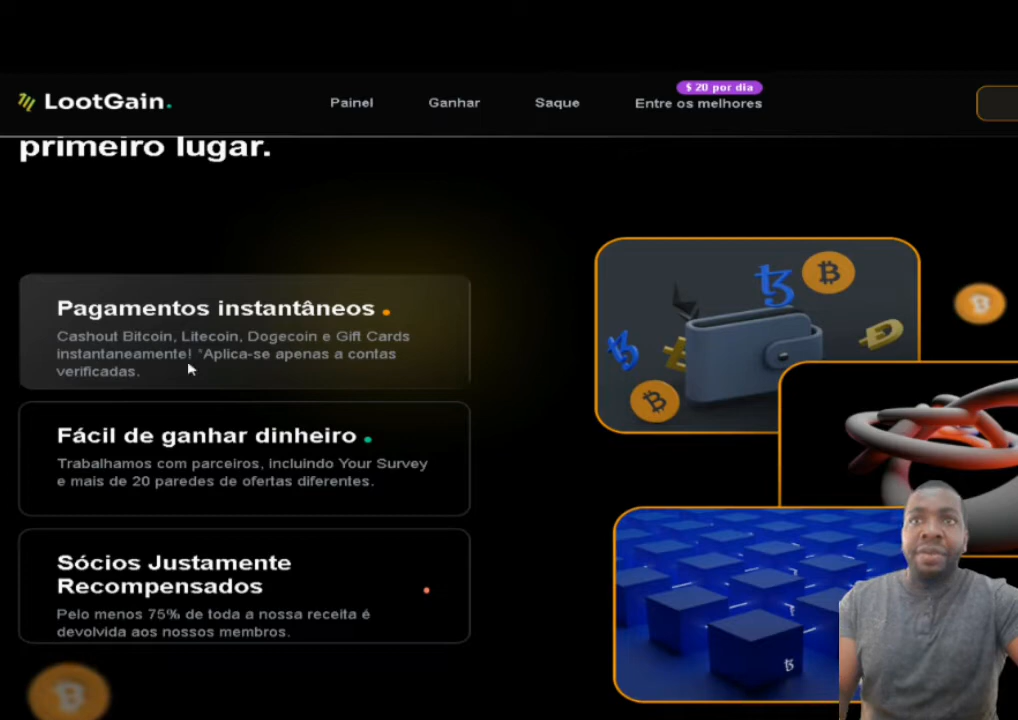 LootGain.
Painel
Ganhar
Saque
$ 20 por dia
Entre os melhores
primeiro lugar.
Pagamentos instantâneos
Cashout Bitcoin, Litecoin, Dogecoin e Gift Cards
instantaneamente! *Aplica-se apenas a contas
verificadas.
Fácil de ganhar dinheiro
Trabalhamos com parceiros, incluindo Your Survey
e mais de 20 paredes de ofertas diferentes.
Sócios Justamente
Recompensados
Pelo menos 75% de toda a nossa receita é
devolvida aos nossos membros.